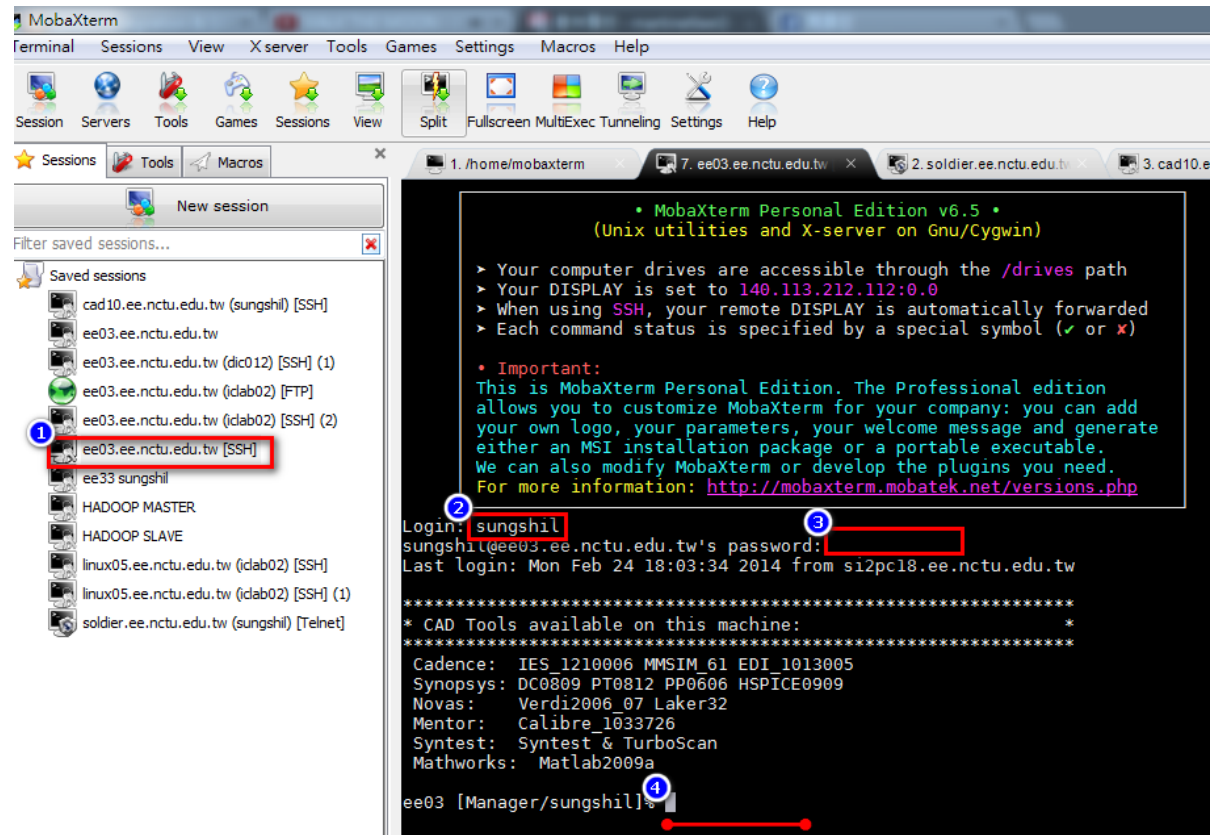 MobaXterm
Terminal Sessions View X server Tools Games Settings Macros Help
Session Servers Tools Games Sessions View Split Fullscreen MultiExec Tunneling Settings Help
Sessions Tools Macros
1. /home/mobaxterm 7. ee03.ee.nctu.edu.tw 2. soldier.ee.nctu.edu.tw 3. cad10.e
New session
Filter saved sessions...
Saved sessions
cad10.ee.nctu.edu.tw (sungshil) [SSH]
ee03.ee.nctu.edu.tw
ee03.ee.nctu.edu.tw (dic012) [SSH] (1)
ee03.ee.nctu.edu.tw (iclab02) [FTP]
ee03.ee.nctu.edu.tw (iclab02) [SSH] (2)
1
ee03.ee.nctu.edu.tw [SSH]
ee33 sungshil
HADOOP MASTER
HADOOP SLAVE
linux05.ee.nctu.edu.tw (iclab02) [SSH]
linux05.ee.nctu.edu.tw (iclab02) [SSH] (1)
soldier.ee.nctu.edu.tw (sungshil) [Telnet]
• MobaXterm Personal Edition v6.5 •
(Unix utilities and X-server on Gnu/Cygwin)
➤ Your computer drives are accessible through the /drives path
➤ Your DISPLAY is set to 140.113.212.112:0.0
➤ When using SSH, your remote DISPLAY is automatically forwarded
➤ Each command status is specified by a special symbol (✔ or ✘)
• Important:
This is MobaXterm Personal Edition. The Professional edition
allows you to customize MobaXterm for your company: you can add
your own logo, your parameters, your welcome message and generate
either an MSI installation package or a portable executable.
We can also modify MobaXterm or develop the plugins you need.
For more information: http://mobaxterm.mobatek.net/versions.php
2
3
Login: sungshil
sungshil@ee03.ee.nctu.edu.tw's password:
Last login: Mon Feb 24 18:03:34 2014 from si2pc18.ee.nctu.edu.tw
****************************************************************
* CAD Tools available on this machine: *
****************************************************************
Cadence: IES_1210006 MMSIM_61 EDI_1013005
Synopsys: DC0809 PT0812 PP0606 HSPICE0909
Novas: Verdi2006_07 Laker32
Mentor: Calibre_1033726
Syntest: Syntest & TurboScan
Mathworks: Matlab2009a
4
ee03 [Manager/sungshil]%